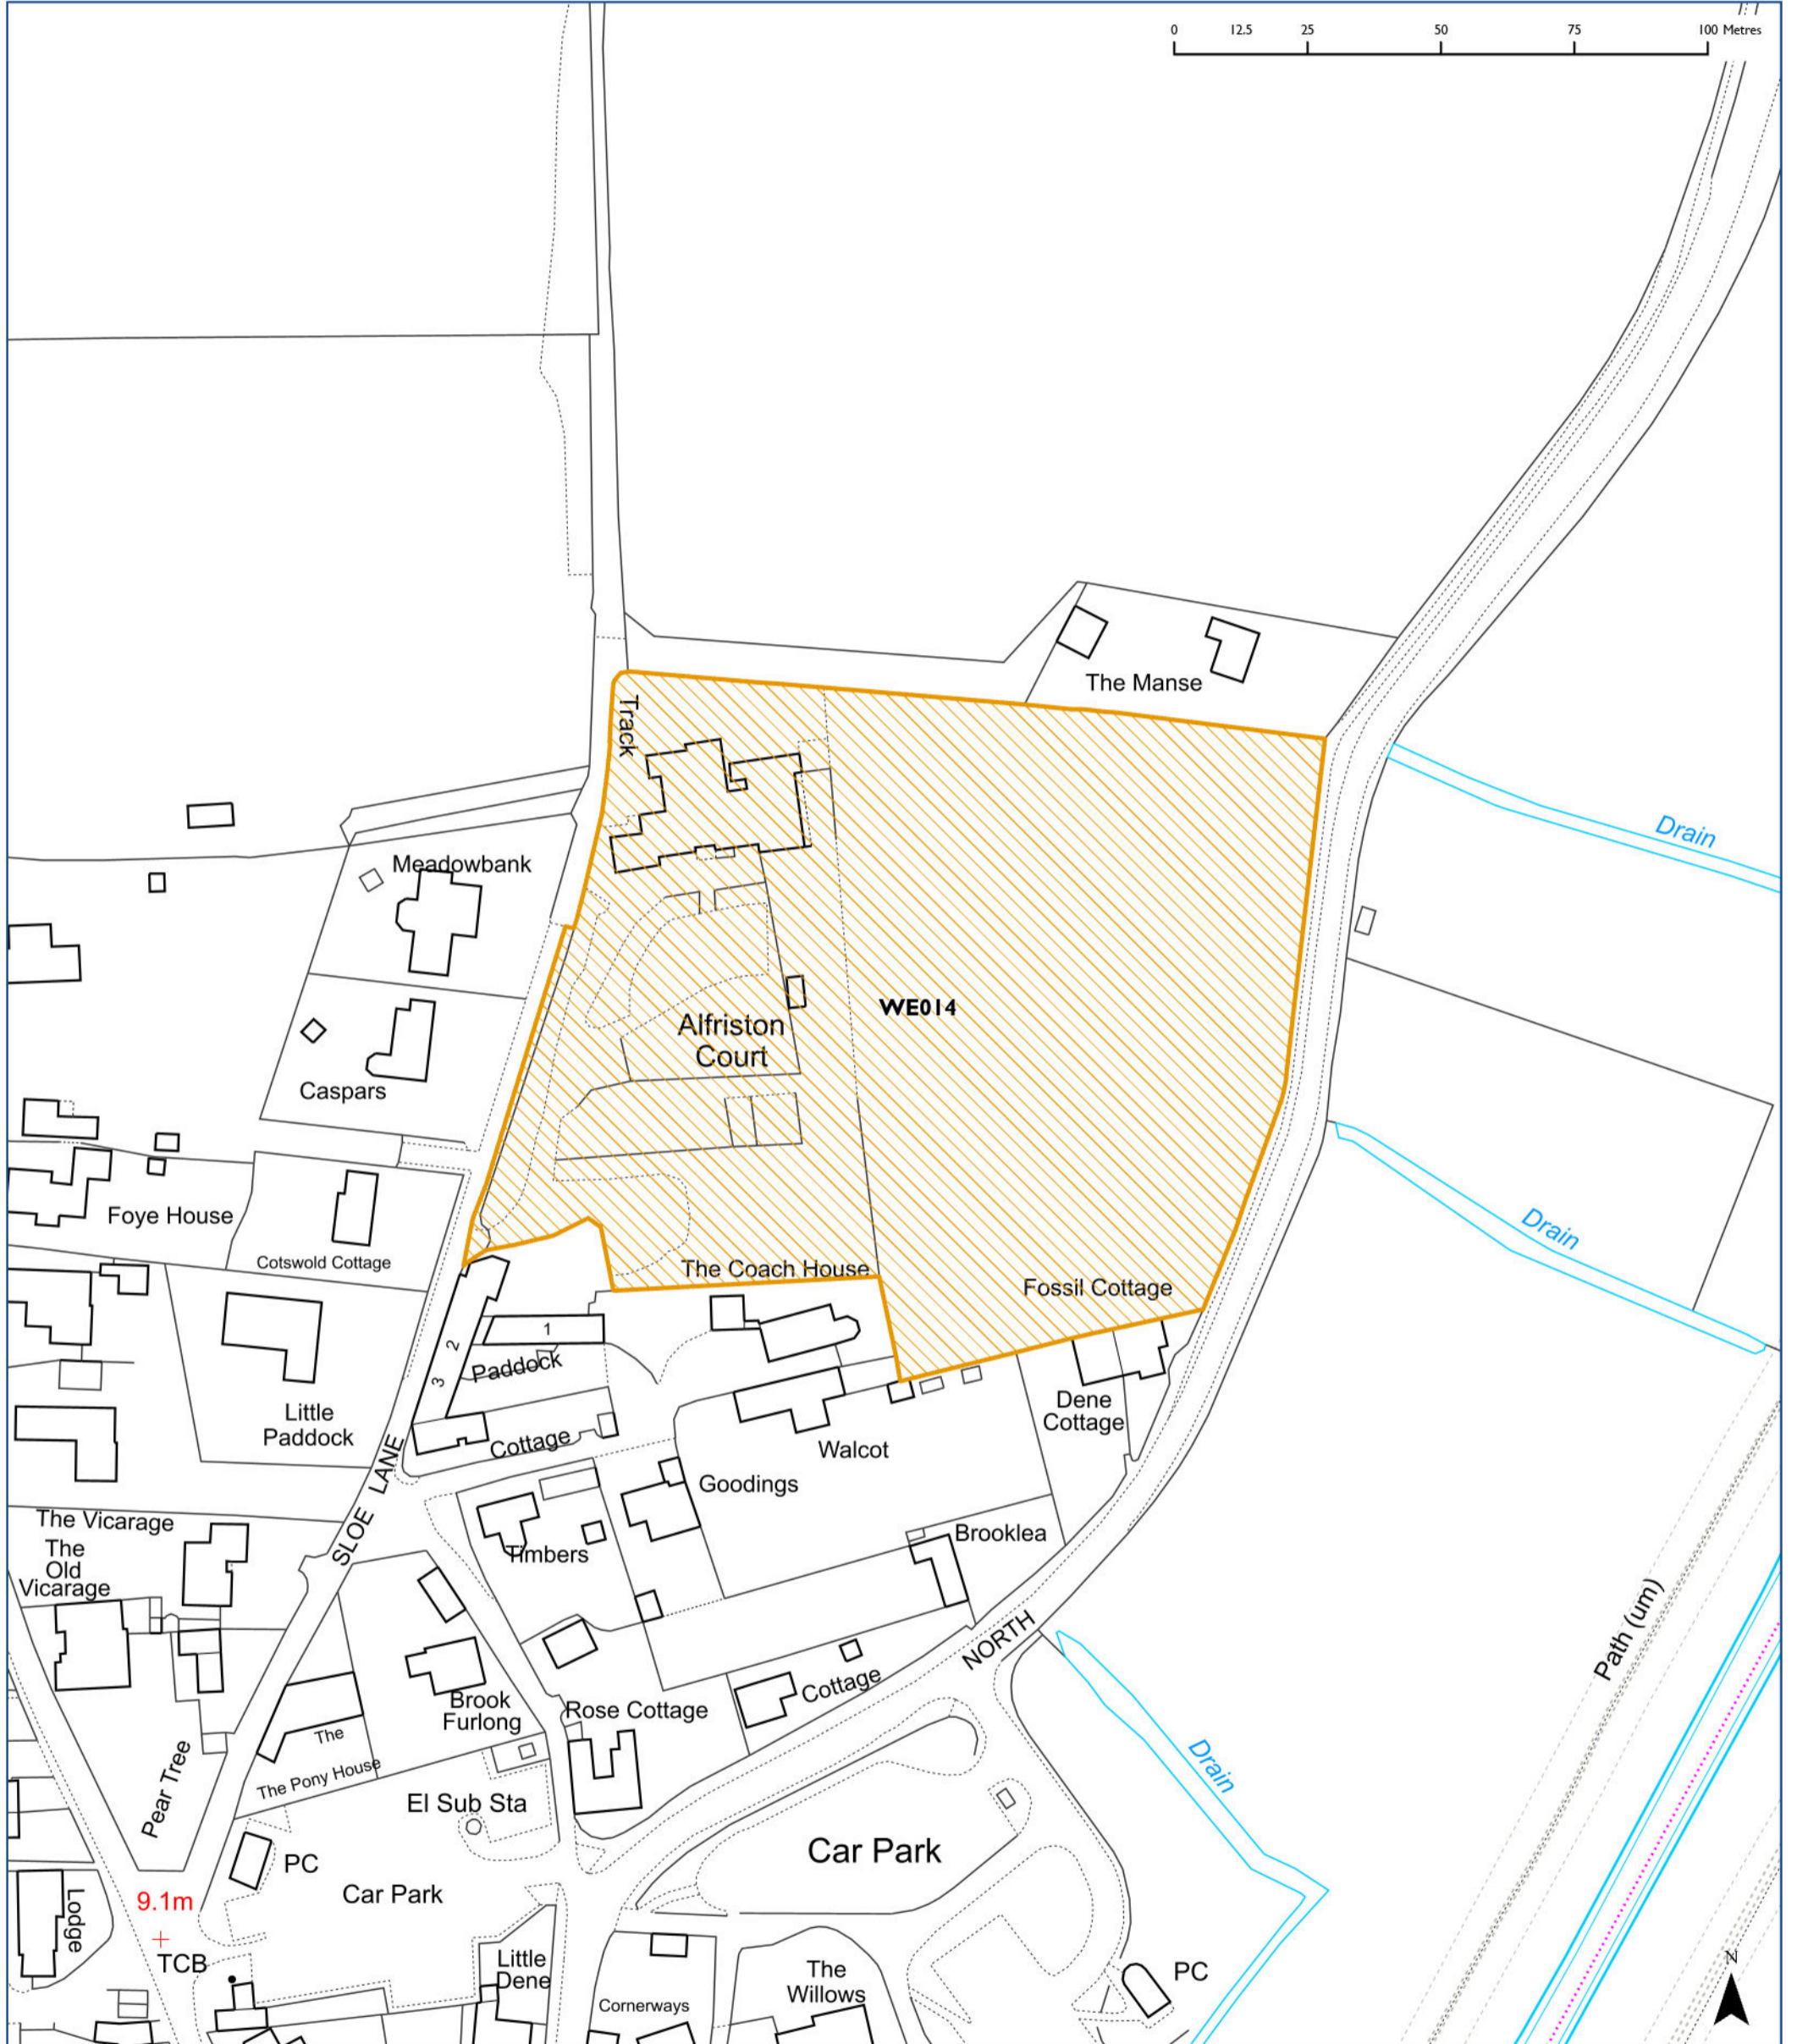 0 12.5 25 50 75 100 Metres
The Manse
Track
Drain
Meadowbank
WE014
Alfriston
Court
Caspars
Foye House
Drain
Cotswold Cottage
The Coach House
Fossil Cottage
1
2
3
Paddock
Little
Paddock
Dene
Cottage
Cottage
Walcot
SLOE LANE
Goodings
The Vicarage
The
Old
Vicarage
Timbers
Brooklea
Path (um)
NORTH
Cottage
Brook
Furlong
Rose Cottage
The
The Pony House
Pear Tree
Drain
El Sub Sta
Car Park
PC
Car Park
Lodge
9.1m
TCB
Little
Dene
The
Willows
Cornerways
PC
N